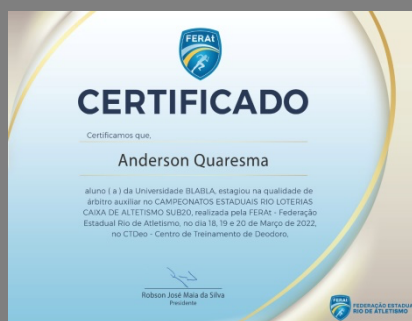 FERAt
CERTIFICADO
Certificamos que,
Anderson Quaresma
aluno ( a ) da Universidade BLABLA, estagiou na qualidade de
árbitro auxiliar no CAMPEONATOS ESTADUAIS RIO LOTERIAS
CAIXA DE ALTETISMO SUB20, realizada pela FERAt - Federação
Estadual Rio de Atletismo, no dia 18, 19 e 20 de Março de 2022,
no CTDeo - Centro de Treinamento de Deodoro,
Robson José Maia da Silva
Presidente
FERAt
FEDERAÇÃO ESTADUA
RIO DE ATLETISMO